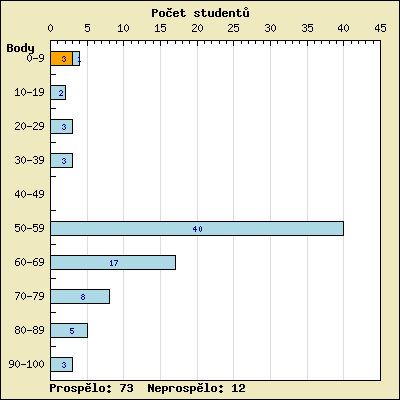 Počet studentů
0 5 10 15 20 25 30 35 40 45
Body
0-9 3 1
10-19 2
20-29 3
30-39 3
40-49
50-59 40
60-69 17
70-79 8
80-89 5
90-100 3
Prospělo: 73 Neprospělo: 12